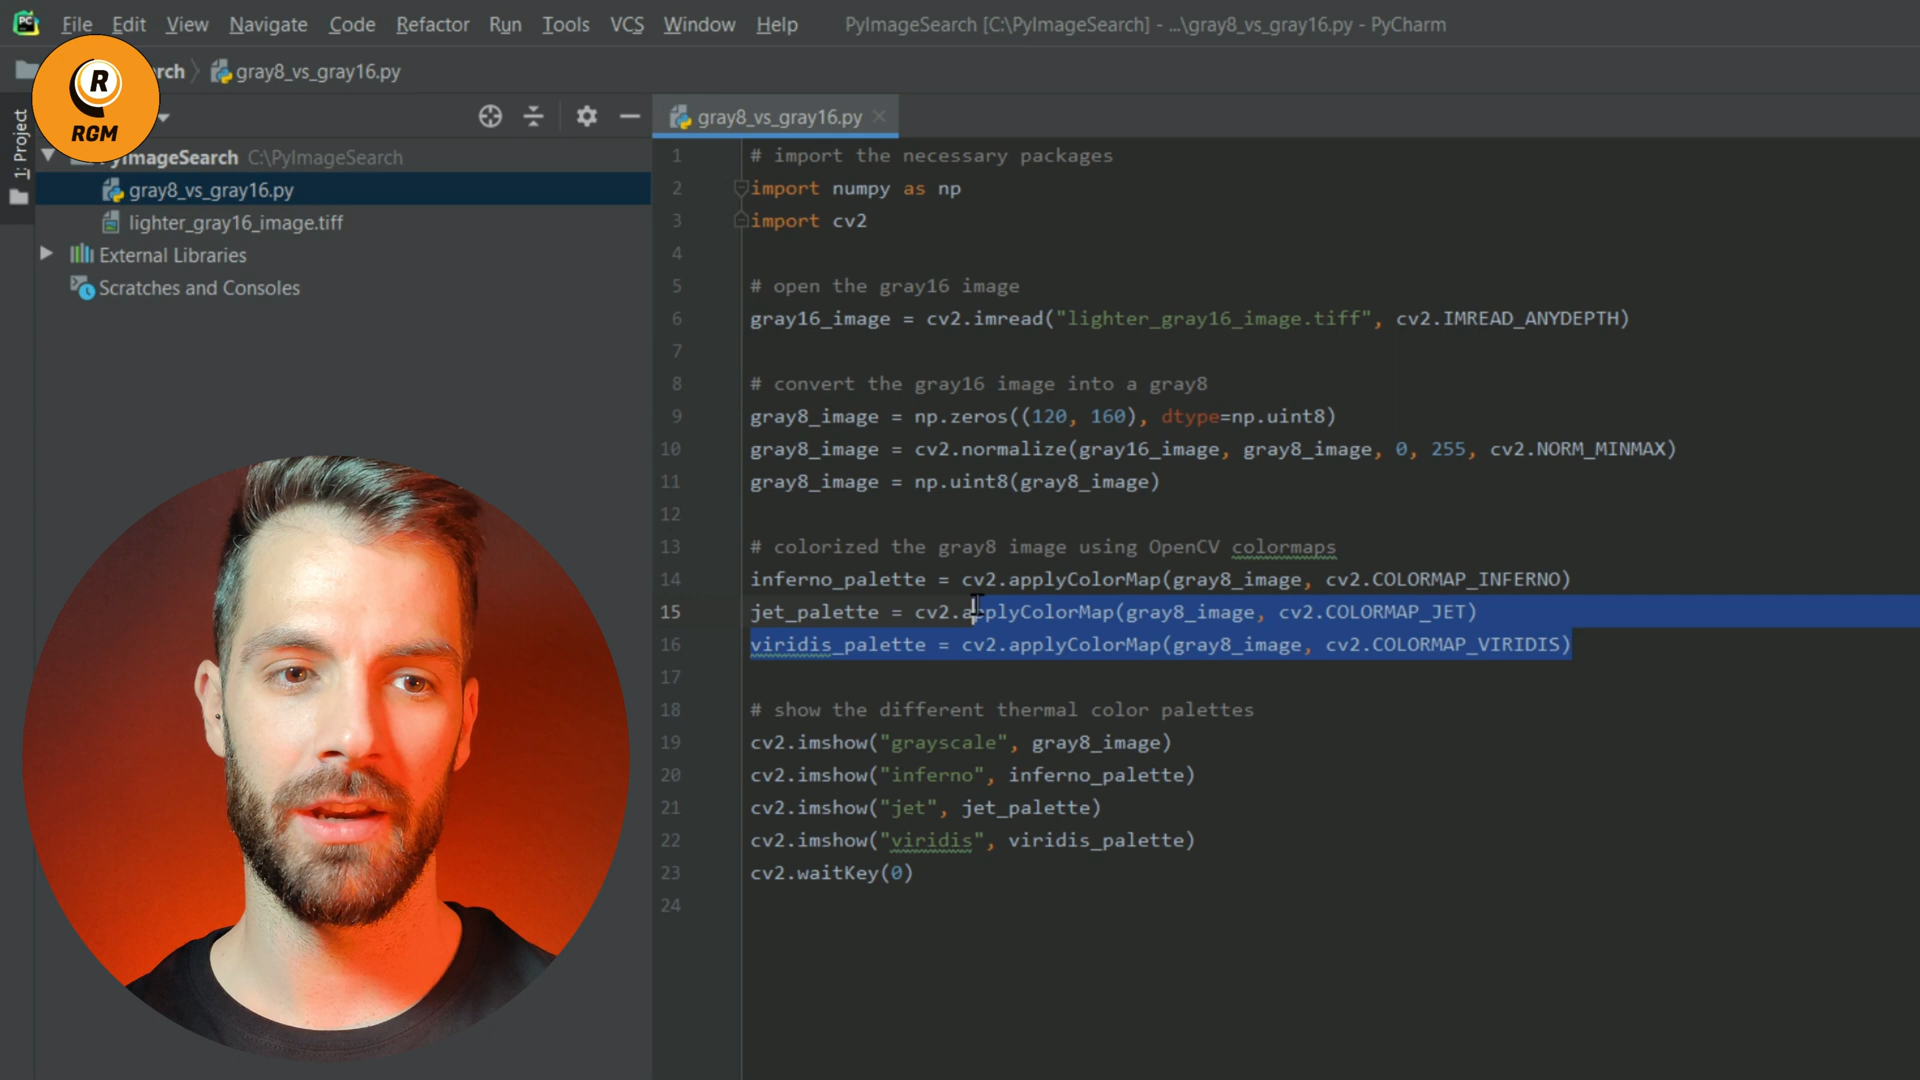 PC File Edit View Navigate Code Refactor Run Tools VCS Window Help PyImageSearch [C:\PyImageSearch] - ...\gray8_vs_gray16.py - PyCharm
rch gray8_vs_gray16.py
R
RGM
1: Project
gray8_vs_gray16.py
PyImageSearch C:\PyImageSearch
gray8_vs_gray16.py
lighter_gray16_image.tiff
External Libraries
Scratches and Consoles
1 # import the necessary packages
2 import numpy as np
3 import cv2
4
5 # open the gray16 image
6 gray16_image = cv2.imread("lighter_gray16_image.tiff", cv2.IMREAD_ANYDEPTH)
7
8 # convert the gray16 image into a gray8
9 gray8_image = np.zeros((120, 160), dtype=np.uint8)
10 gray8_image = cv2.normalize(gray16_image, gray8_image, 0, 255, cv2.NORM_MINMAX)
11 gray8_image = np.uint8(gray8_image)
12
13 # colorized the gray8 image using OpenCV colormaps
14 inferno_palette = cv2.applyColorMap(gray8_image, cv2.COLORMAP_INFERNO)
15 jet_palette = cv2.applyColorMap(gray8_image, cv2.COLORMAP_JET)
16 viridis_palette = cv2.applyColorMap(gray8_image, cv2.COLORMAP_VIRIDIS)
17
18 # show the different thermal color palettes
19 cv2.imshow("grayscale", gray8_image)
20 cv2.imshow("inferno", inferno_palette)
21 cv2.imshow("jet", jet_palette)
22 cv2.imshow("viridis", viridis_palette)
23 cv2.waitKey(0)
24